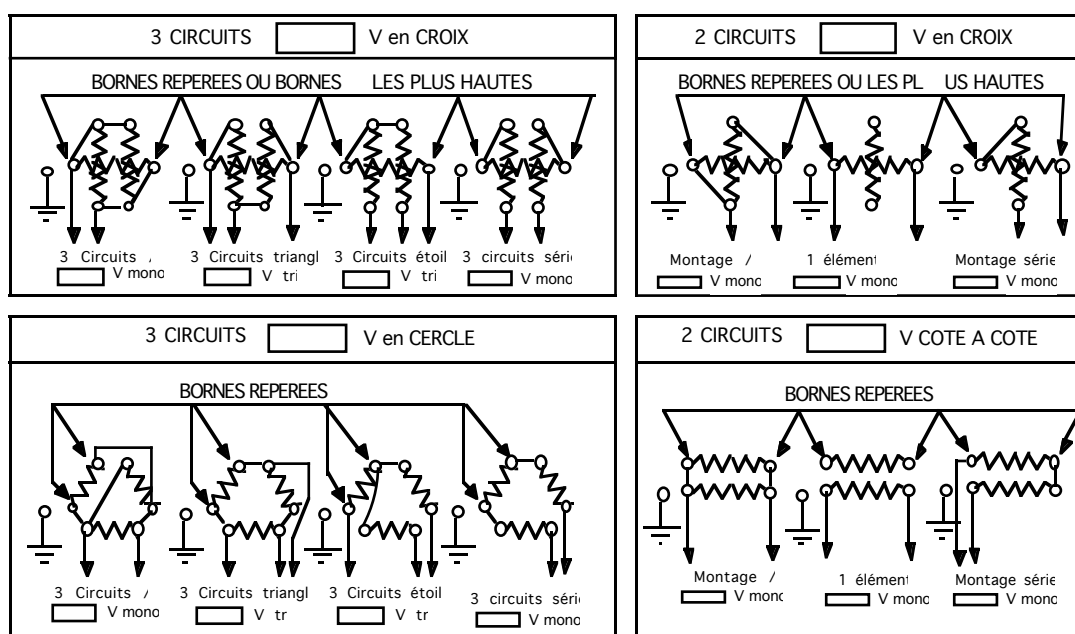 3 CIRCUITS V en CROIX
BORNES REPEREES OU BORNES LES PLUS HAUTES
3 Circuits / 3 Circuits triangl 3 Circuits étoil 3 circuits séri
V mono V tri V tri V mono
2 CIRCUITS V en CROIX
BORNES REPEREES OU LES PL US HAUTES
Montage / 1 élément Montage série
V mono V mono V mono
3 CIRCUITS V en CERCLE
BORNES REPEREES
3 Circuits / 3 Circuits triangl 3 Circuits étoil 3 circuits séri
V mono V tr V tr V mono
2 CIRCUITS V COTE A COTE
BORNES REPEREES
Montage / 1 élément Montage série
V mono V mono V mono